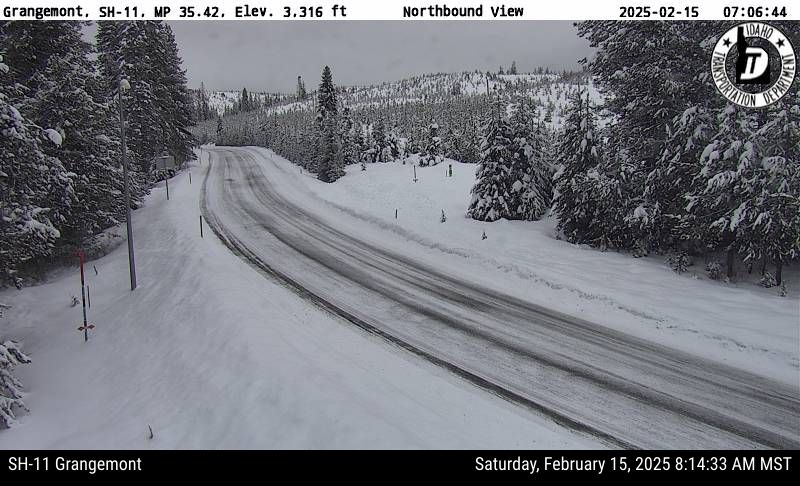 Grangemont, SH-11, MP 35.42, Elev. 3,316 ft Northbound View 2025-02-15 07:06:44
IDAHO
TRANSPORTATION DEPARTMENT
SH-11 Grangemont Saturday, February 15, 2025 8:14:33 AM MST